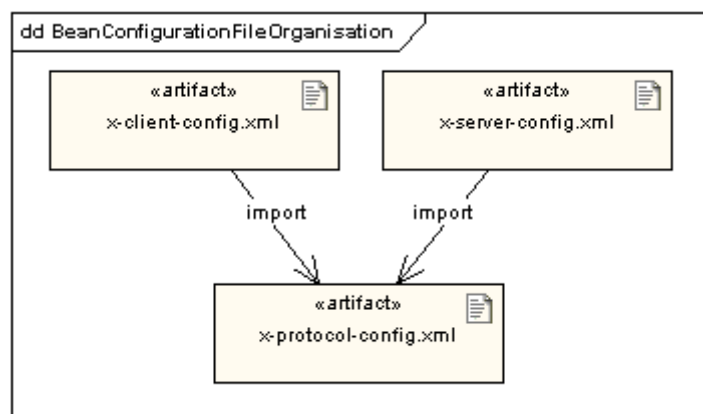 dd BeanConfigurationFileOrganisation
«artifact»
x-client-config.xml
«artifact»
x-server-config.xml
import
import
«artifact»
x-protocol-config.xml